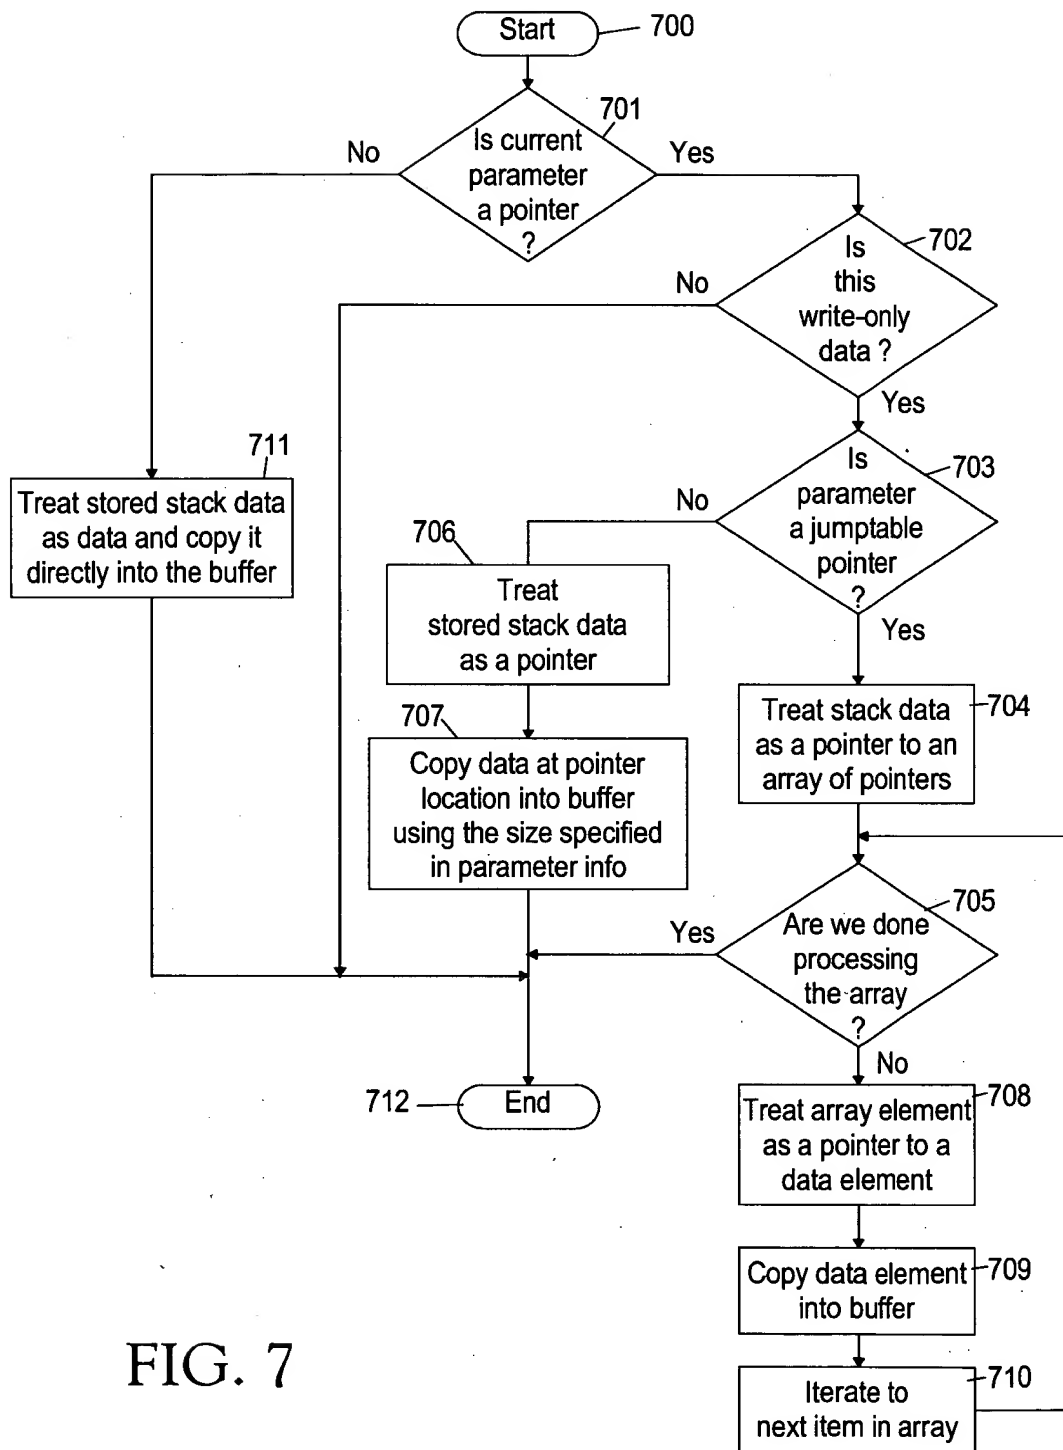 Start
700
701
Is current
parameter
a pointer
?
No
Yes
702
Is
this
write-only
data ?
No
Yes
703
Is
parameter
a jumptable
pointer
?
No
Yes
711
Treat stored stack data
as data and copy it
directly into the buffer
706
Treat
stored stack data
as a pointer
704
Treat stack data
as a pointer to an
array of pointers
707
Copy data at pointer
location into buffer
using the size specified
in parameter info
705
Are we done
processing
the array
?
Yes
No
712
End
708
Treat array element
as a pointer to a
data element
709
Copy data element
into buffer
710
Iterate to
next item in array
FIG. 7